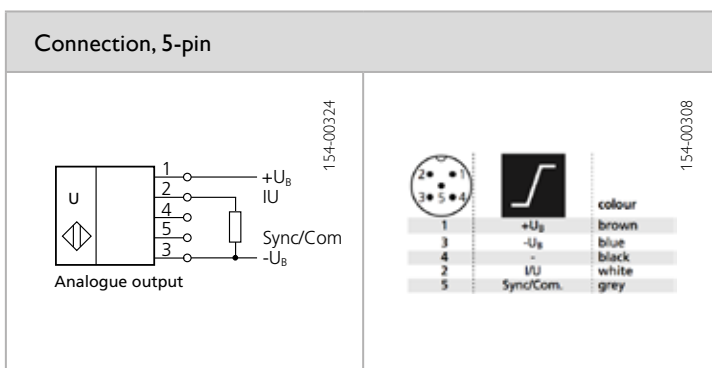 Connection, 5-pin
154-00324
U
1
+UB
2
IU
4
5
Sync/Com
3
-UB
Analogue output
154-00308
2 1
3 5 4
colour
1 +UB brown
3 -UB blue
4 - black
2 I/U white
5 Sync/Com. grey